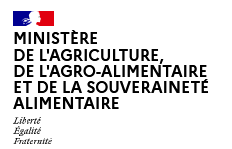 MINISTÈRE
DE L'AGRICULTURE,
DE L'AGRO-ALIMENTAIRE
ET DE LA SOUVERAINETÉ
ALIMENTAIRE
Liberté
Égalité
Fraternité